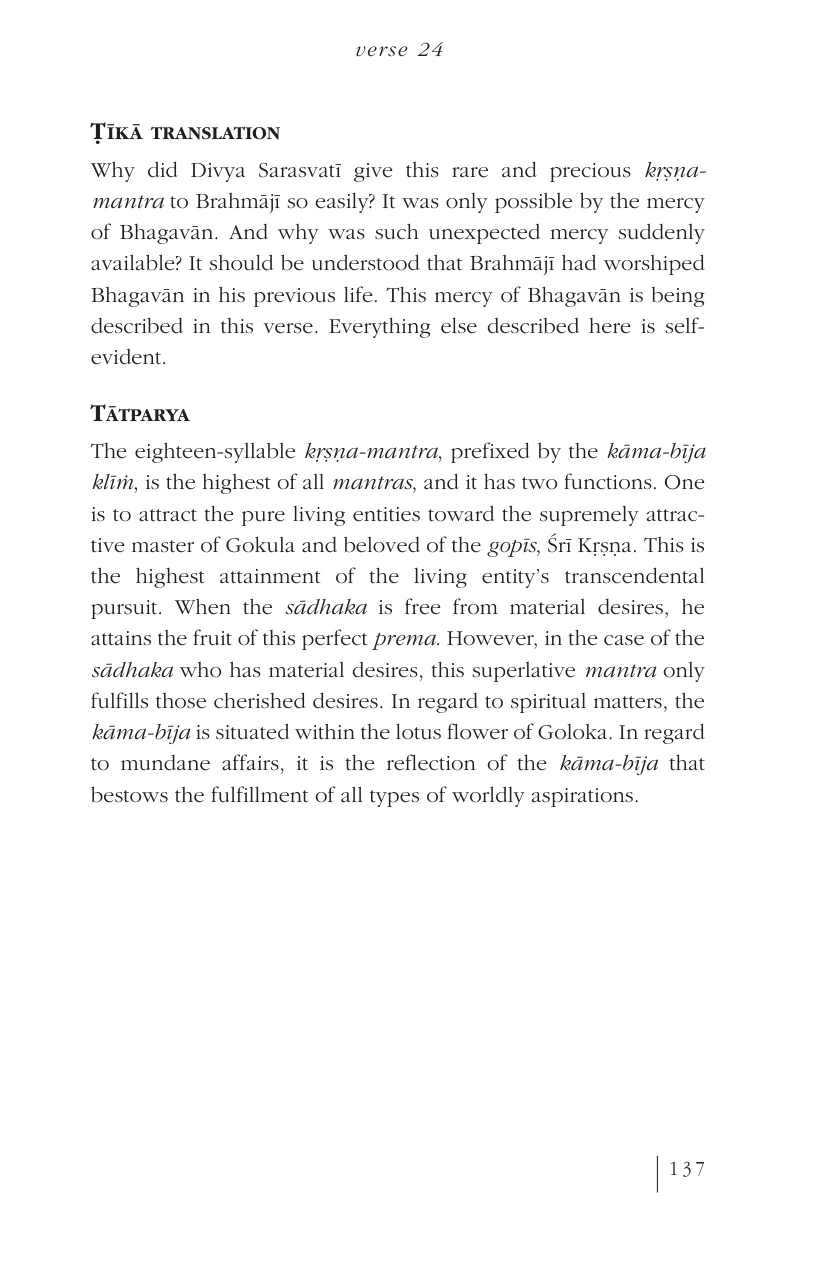 verse 24
Ṭīkā translation
Why did Divya Sarasvatī give this rare and precious kṛṣṇa-
mantra to Brahmājī so easily? It was only possible by the mercy
of Bhagavān. And why was such unexpected mercy suddenly
available? It should be understood that Brahmājī had worshiped
Bhagavān in his previous life. This mercy of Bhagavān is being
described in this verse. Everything else described here is self-
evident.
Tātparya
The eighteen-syllable kṛṣṇa-mantra, prefixed by the kāma-bīja
klīṁ, is the highest of all mantras, and it has two functions. One
is to attract the pure living entities toward the supremely attrac-
tive master of Gokula and beloved of the gopīs, Śrī Kṛṣṇa. This is
the highest attainment of the living entity's transcendental
pursuit. When the sādhaka is free from material desires, he
attains the fruit of this perfect prema. However, in the case of the
sādhaka who has material desires, this superlative mantra only
fulfills those cherished desires. In regard to spiritual matters, the
kāma-bīja is situated within the lotus flower of Goloka. In regard
to mundane affairs, it is the reflection of the kāma-bīja that
bestows the fulfillment of all types of worldly aspirations.
137